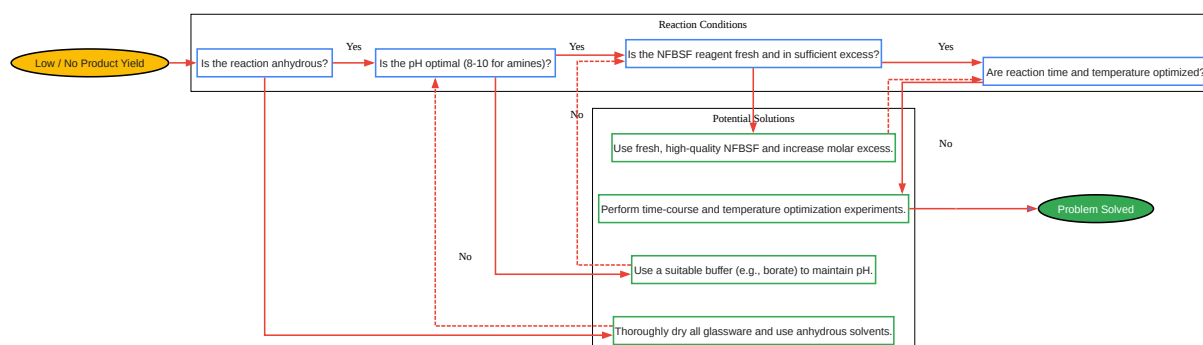 Reaction Conditions
Low / No Product Yield
Is the reaction anhydrous?
Yes
Is the pH optimal (8-10 for amines)?
Yes
Is the NFBSF reagent fresh and in sufficient excess?
Yes
Are reaction time and temperature optimized?
No
Potential Solutions
Use fresh, high-quality NFBSF and increase molar excess.
No
Perform time-course and temperature optimization experiments.
Problem Solved
No
Use a suitable buffer (e.g., borate) to maintain pH.
Thoroughly dry all glassware and use anhydrous solvents.